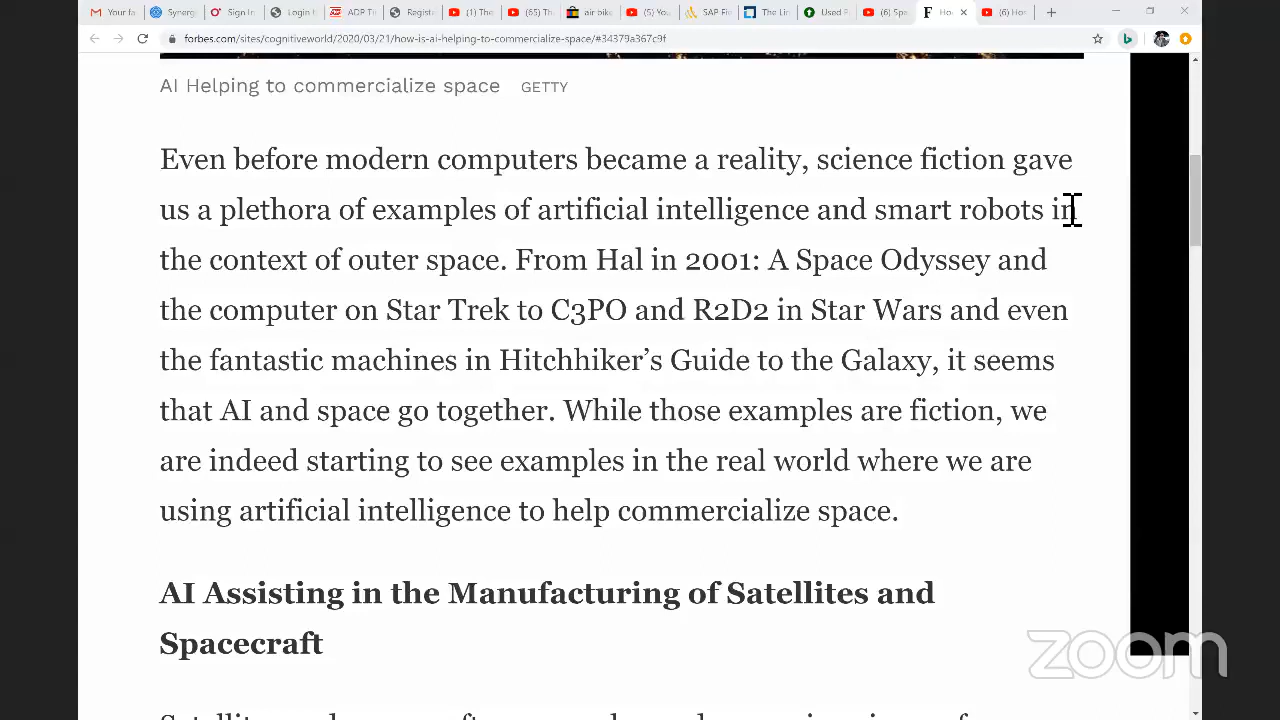 Your fa
Synerg
Sign In
Login
ADP
Registe
(1) The
(65) Th
air bike
(5) You
SAP Fie
The Lin
Used P
(6) Spe
Ho
(6) Ho
forbes.com/sites/cognitiveworld/2020/03/21/how-is-ai-helping-to-commercialize-space/#34379a367c9f
AI Helping to commercialize space GETTY
Even before modern computers became a reality, science fiction gave
us a plethora of examples of artificial intelligence and smart robots in
the context of outer space. From Hal in 2001: A Space Odyssey and
the computer on Star Trek to C3PO and R2D2 in Star Wars and even
the fantastic machines in Hitchhiker’s Guide to the Galaxy, it seems
that AI and space go together. While those examples are fiction, we
are indeed starting to see examples in the real world where we are
using artificial intelligence to help commercialize space.
AI Assisting in the Manufacturing of Satellites and
Spacecraft
zoom